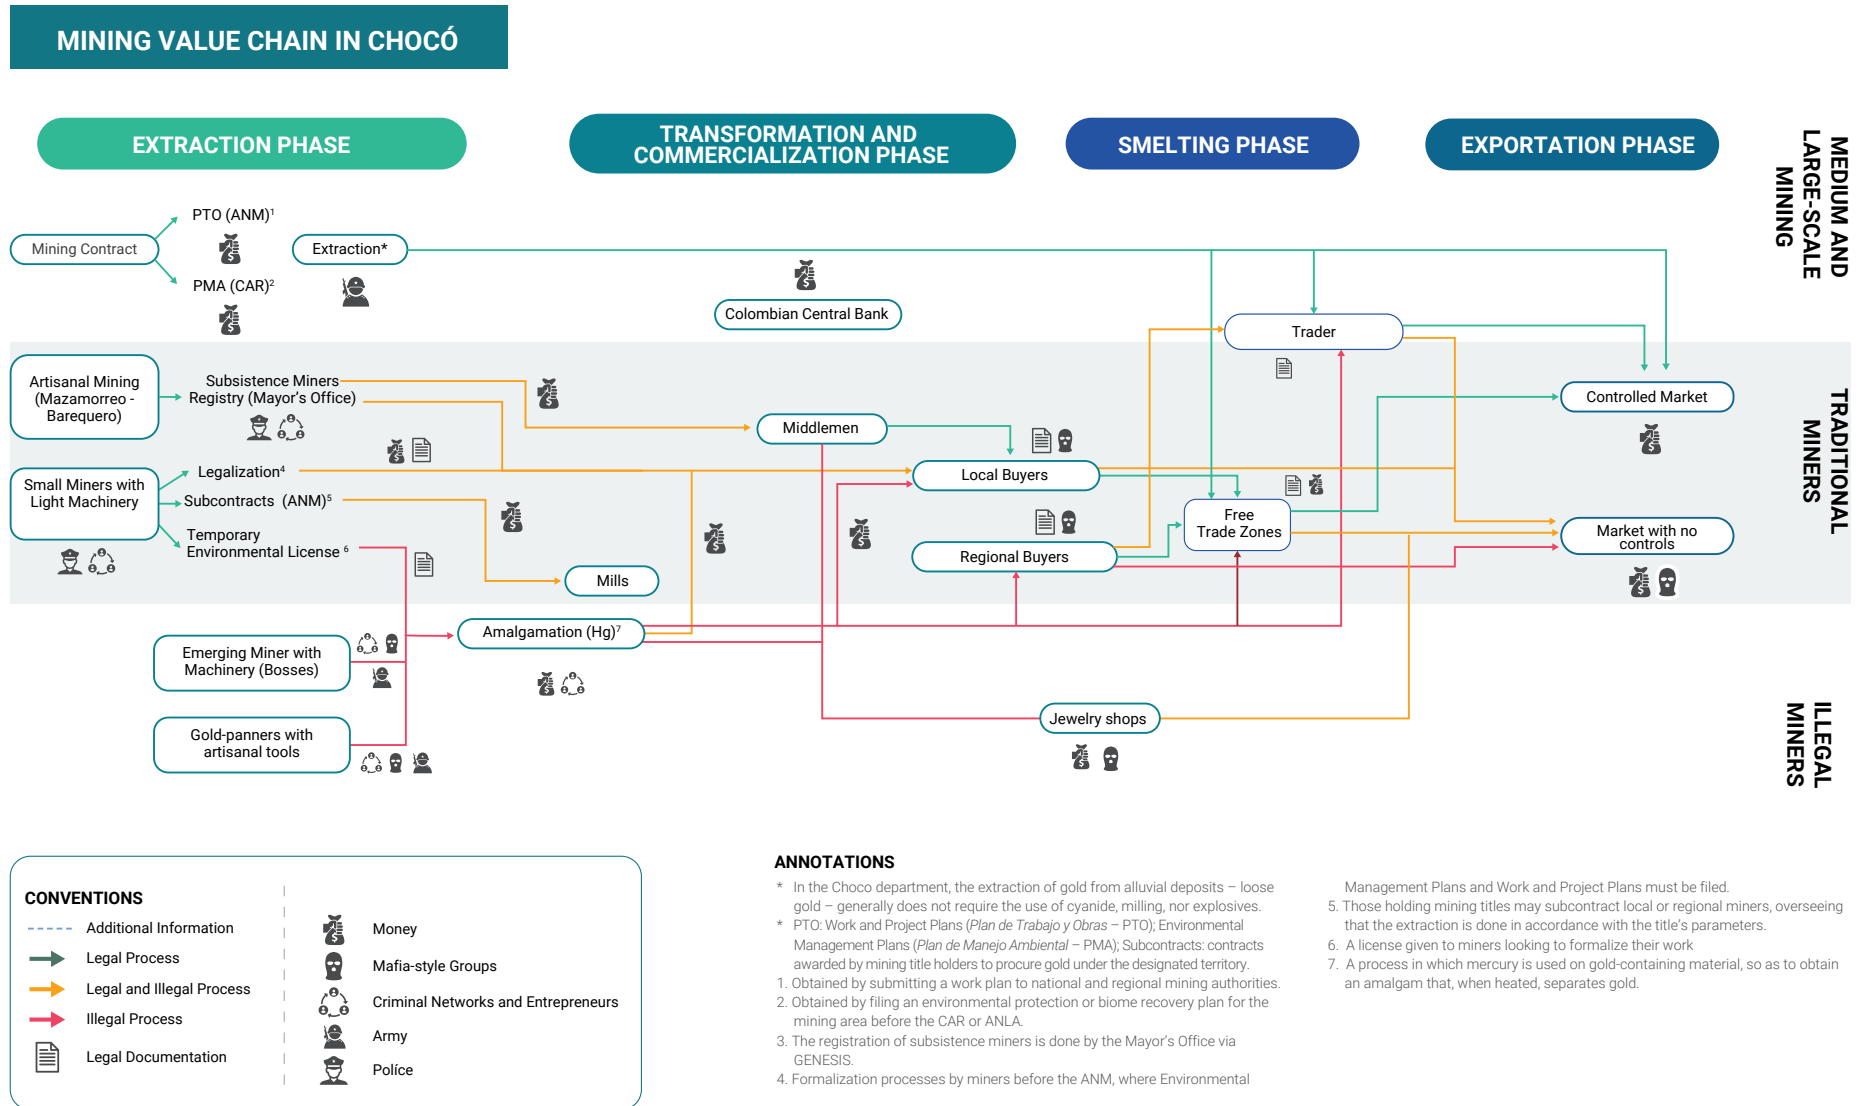 MINING VALUE CHAIN IN CHOCÓ
EXTRACTION PHASE
TRANSFORMATION AND
COMMERCIALIZATION PHASE
SMELTING PHASE
EXPORTATION PHASE
MEDIUM AND
LARGE-SCALE
MINING
PTO (ANM)¹
Mining Contract
Extraction*
PMA (CAR)²
Colombian Central Bank
Trader
Artisanal Mining
(Mazamorreo -
Barequero)
Subsistence Miners
Registry (Mayor's Office)
Controlled Market
TRADITIONAL
MINERS
Middlemen
Small Miners with
Light Machinery
Legalization⁴
Subcontracts (ANM)⁵
Temporary
Environmental License ⁶
Local Buyers
Free
Trade Zones
Regional Buyers
Market with no
controls
Mills
Amalgamation (Hg)⁷
Emerging Miner with
Machinery (Bosses)
Gold-panners with
artisanal tools
Jewelry shops
ILLEGAL
MINERS
CONVENTIONS
Additional Information
Legal Process
Legal and Illegal Process
Illegal Process
Legal Documentation
Money
Mafia-style Groups
Criminal Networks and Entrepreneurs
Army
Políce
ANNOTATIONS
* In the Choco department, the extraction of gold from alluvial deposits – loose
gold – generally does not require the use of cyanide, milling, nor explosives.
* PTO: Work and Project Plans (Plan de Trabajo y Obras – PTO); Environmental
Management Plans (Plan de Manejo Ambiental – PMA); Subcontracts: contracts
awarded by mining title holders to procure gold under the designated territory.
1. Obtained by submitting a work plan to national and regional mining authorities.
2. Obtained by filing an environmental protection or biome recovery plan for the
mining area before the CAR or ANLA.
3. The registration of subsistence miners is done by the Mayor's Office via
GENESIS.
4. Formalization processes by miners before the ANM, where Environmental
Management Plans and Work and Project Plans must be filed.
5. Those holding mining titles may subcontract local or regional miners, overseeing
that the extraction is done in accordance with the title's parameters.
6. A license given to miners looking to formalize their work
7. A process in which mercury is used on gold-containing material, so as to obtain
an amalgam that, when heated, separates gold.